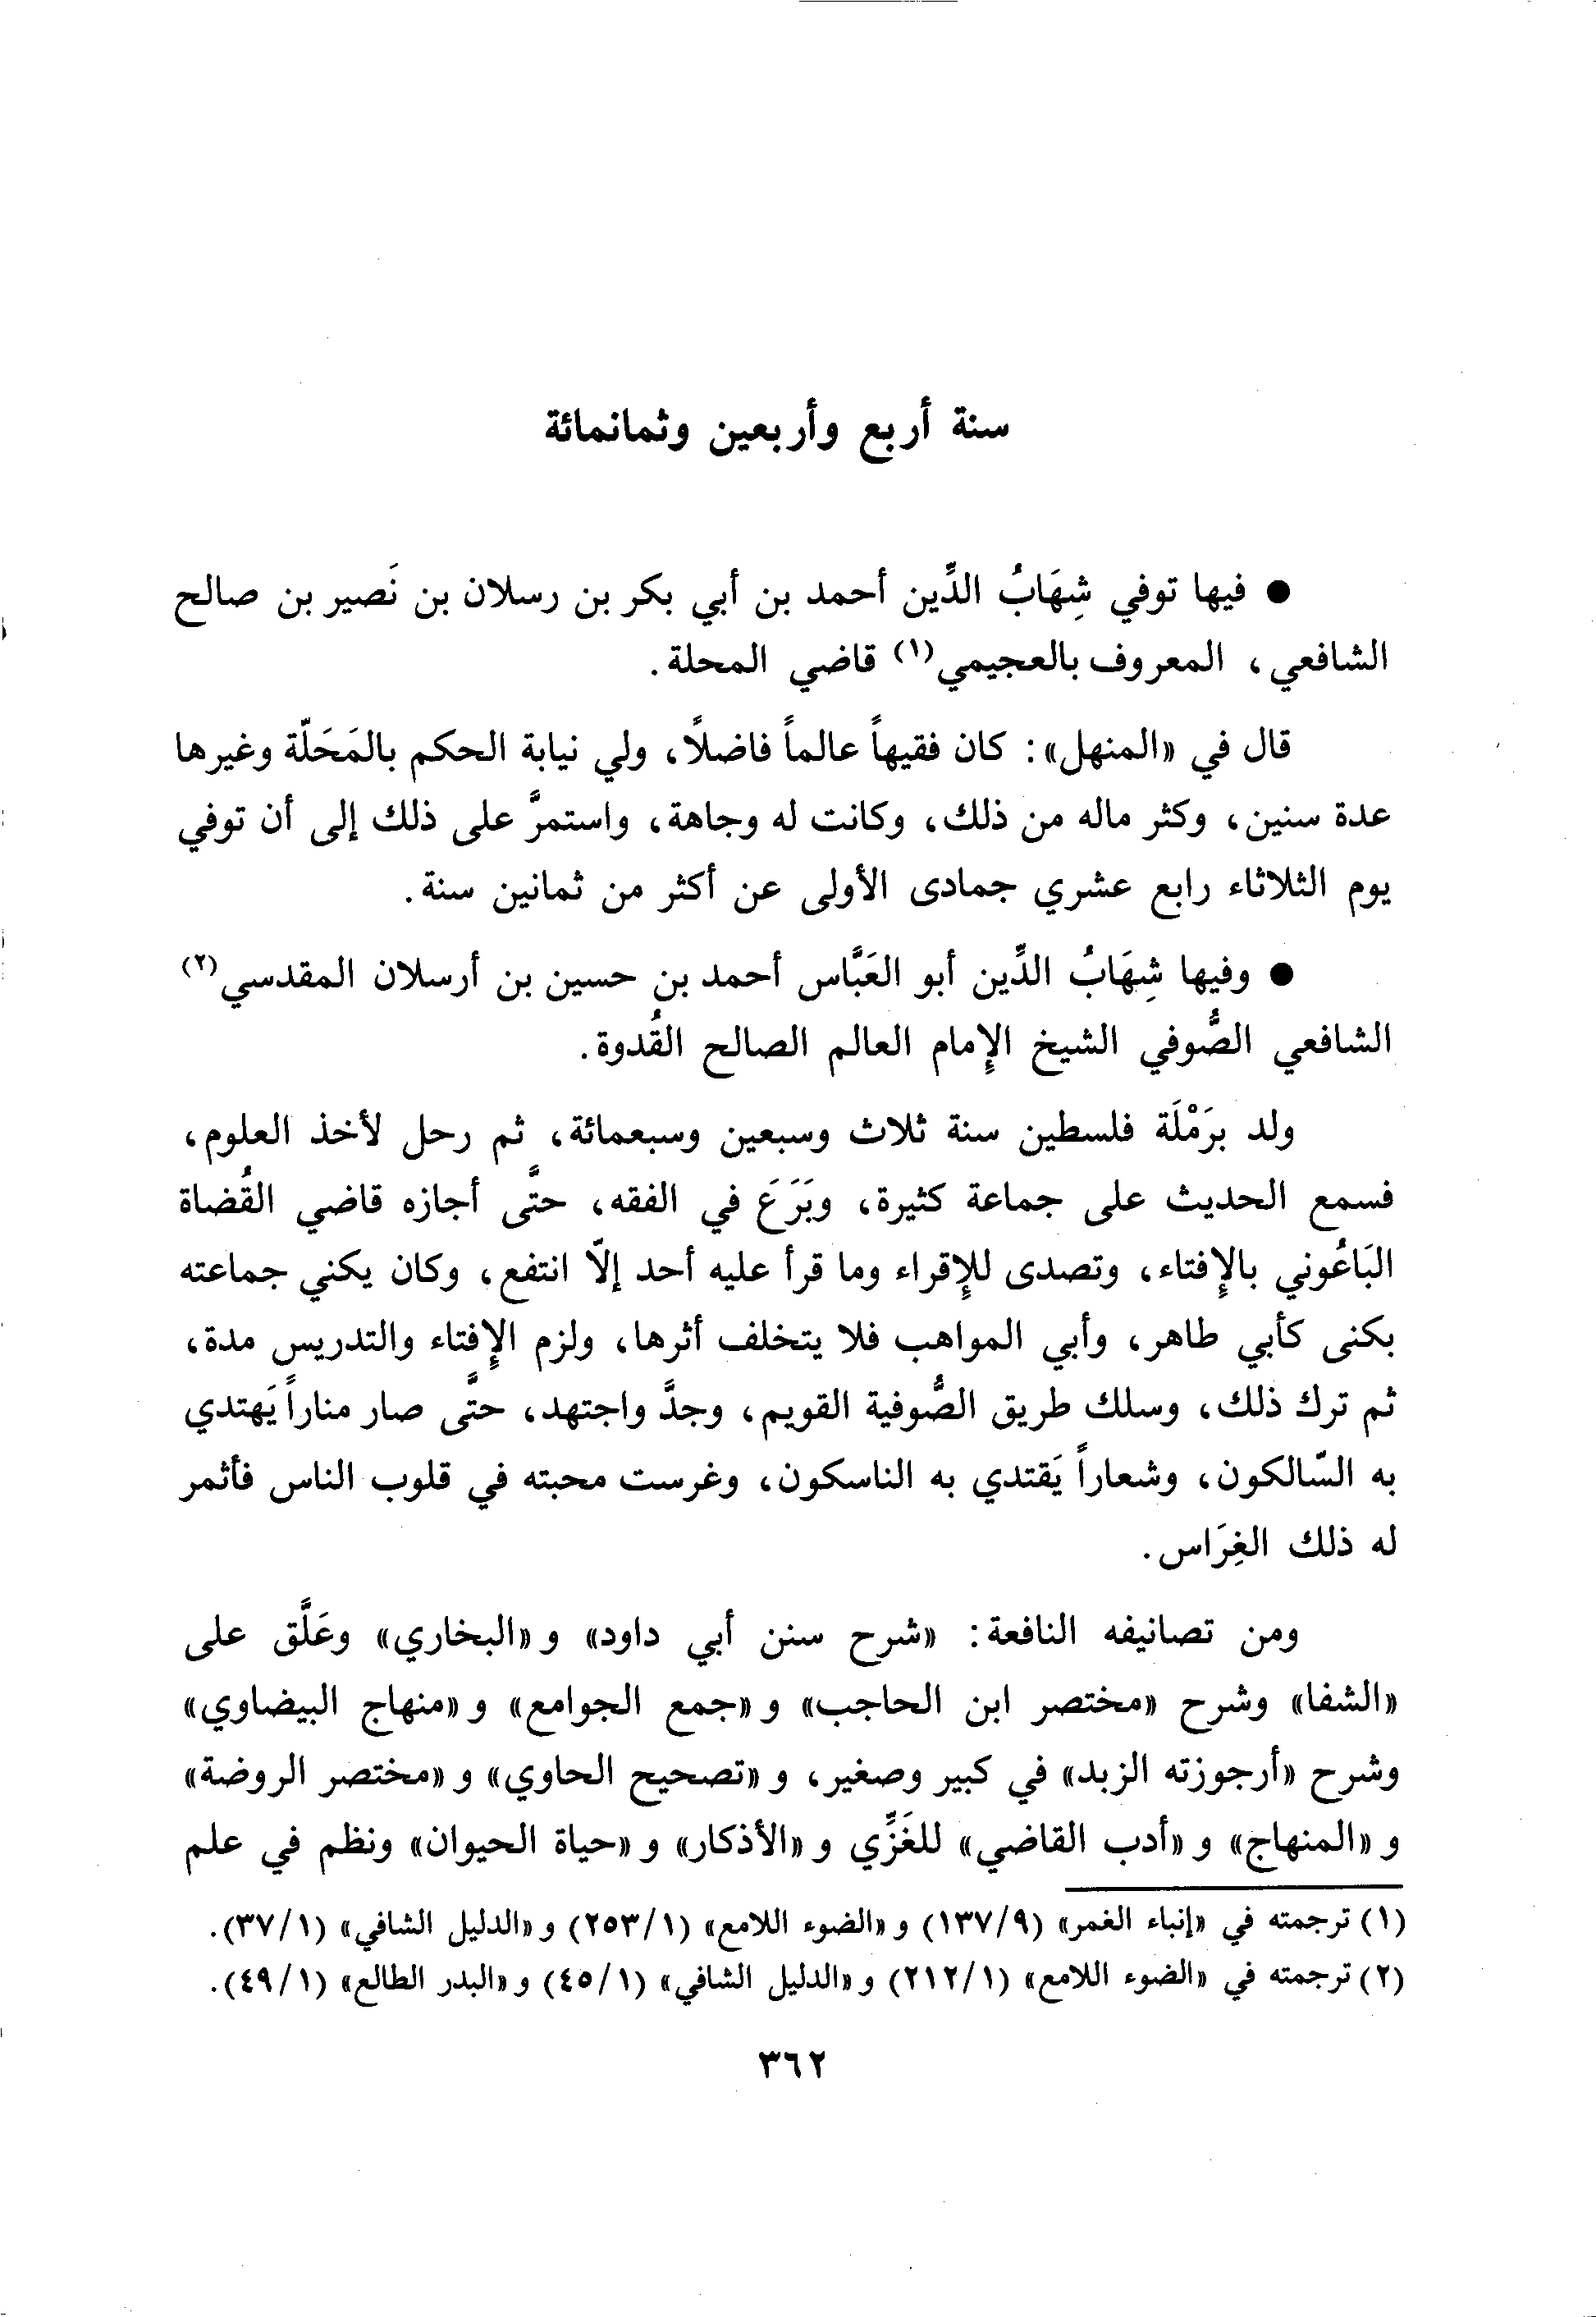 سنة أربع وأربعين وثمانمائة
● فيها توفي شِهَابُ الدِّين أحمد بن أبي بكر بن رسلان بن نَصير بن صالح
الشافعي، المعروف بالعجيمي(١) قاضي المحلة.
قال في «المنهل»: كان فقيهاً عالماً فاضلًا، ولي نيابة الحكم بالمَحَلّة وغيرها
عدة سنين، وكثر ماله من ذلك، وكانت له وجاهة، واستمرَّ على ذلك إلى أن توفي
يوم الثلاثاء رابع عشري جمادى الأولى عن أكثر من ثمانين سنة.
● وفيها شِهَابُ الدِّين أبو العَبَّاس أحمد بن حسين بن أرسلان المقدسي(٢)
الشافعي الصُّوفي الشيخ الإِمام العالم الصالح القُدوة.
ولد برَمْلَة فلسطين سنة ثلاث وسبعين وسبعمائة، ثم رحل لأخذ العلوم،
فسمع الحديث على جماعة كثيرة، وبَرَعَ في الفقه، حتَّى أجازه قاضي القُضاة
البَاعُوني بالإِفتاء، وتصدى للإِقراء وما قرأ عليه أحد إلّا انتفع، وكان يكني جماعته
بكنى كأبي طاهر، وأبي المواهب فلا يتخلف أثرها، ولزم الإِفتاء والتدريس مدة،
ثم ترك ذلك، وسلك طريق الصُّوفية القويم، وجدَّ واجتهد، حتَّى صار مناراً يَهتدي
به السّالكون، وشعاراً يَقتدي به الناسكون، وغرست محبته في قلوب الناس فأثمر
له ذلك الغِرَاس.
ومن تصانيفه النافعة: «شرح سنن أبي داود» و «البخاري» وعَلَّق على
«الشفا» وشرح «مختصر ابن الحاجب» و «جمع الجوامع» و «منهاج البيضاوي»
وشرح «أرجوزته الزبد» في كبير وصغير، و «تصحيح الحاوي» و «مختصر الروضة»
و «المنهاج» و «أدب القاضي» للغَزِّي و «الأذكار» و «حياة الحيوان» ونظم في علم
(١) ترجمته في «إنباء الغمر» (١٣٧/٩) و «الضوء اللامع» (٢٥٣/١) و «الدليل الشافي» (٣٧/١).
(٢) ترجمته في «الضوء اللامع» (٢١٢/١) و «الدليل الشافي» (٤٥/١) و «البدر الطالع» (٤٩/١).
٣٦٢